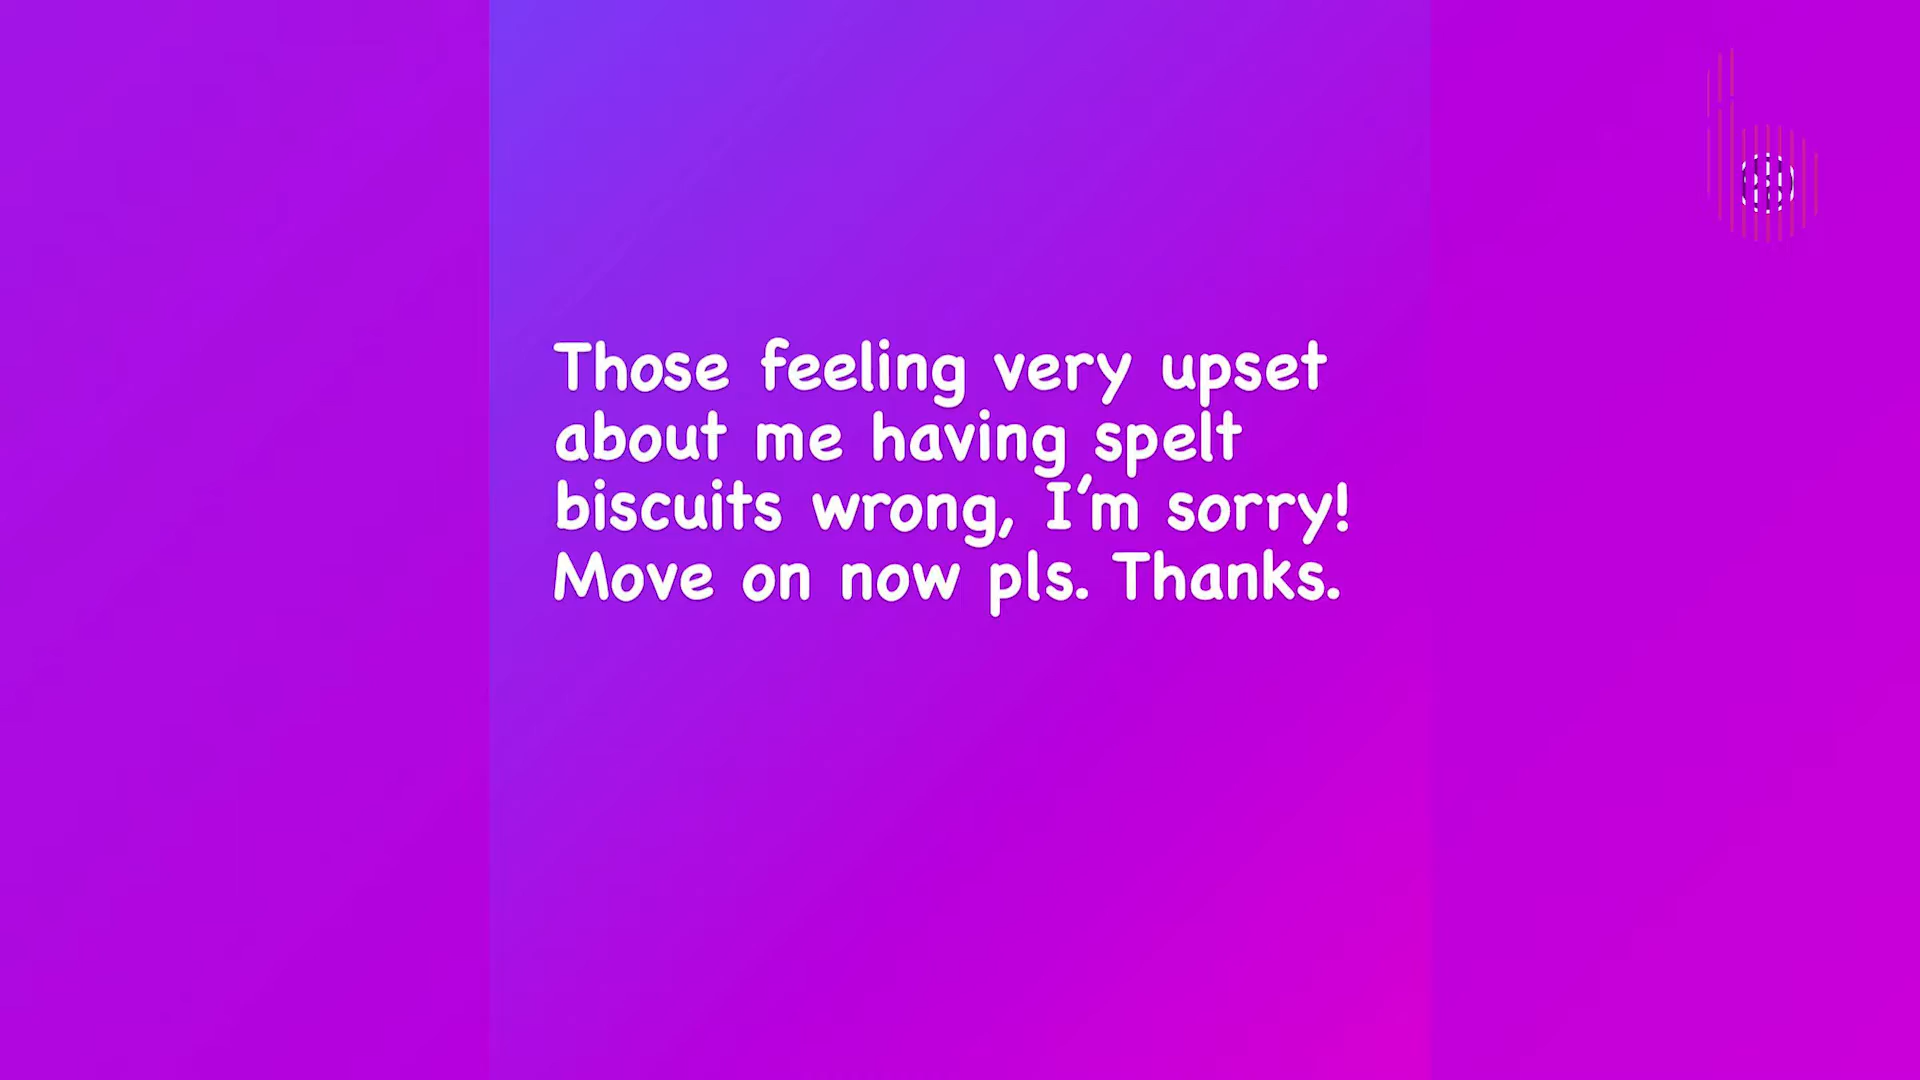 Those feeling very upset
about me having spelt
biscuits wrong, I'm sorry!
Move on now pls. Thanks.